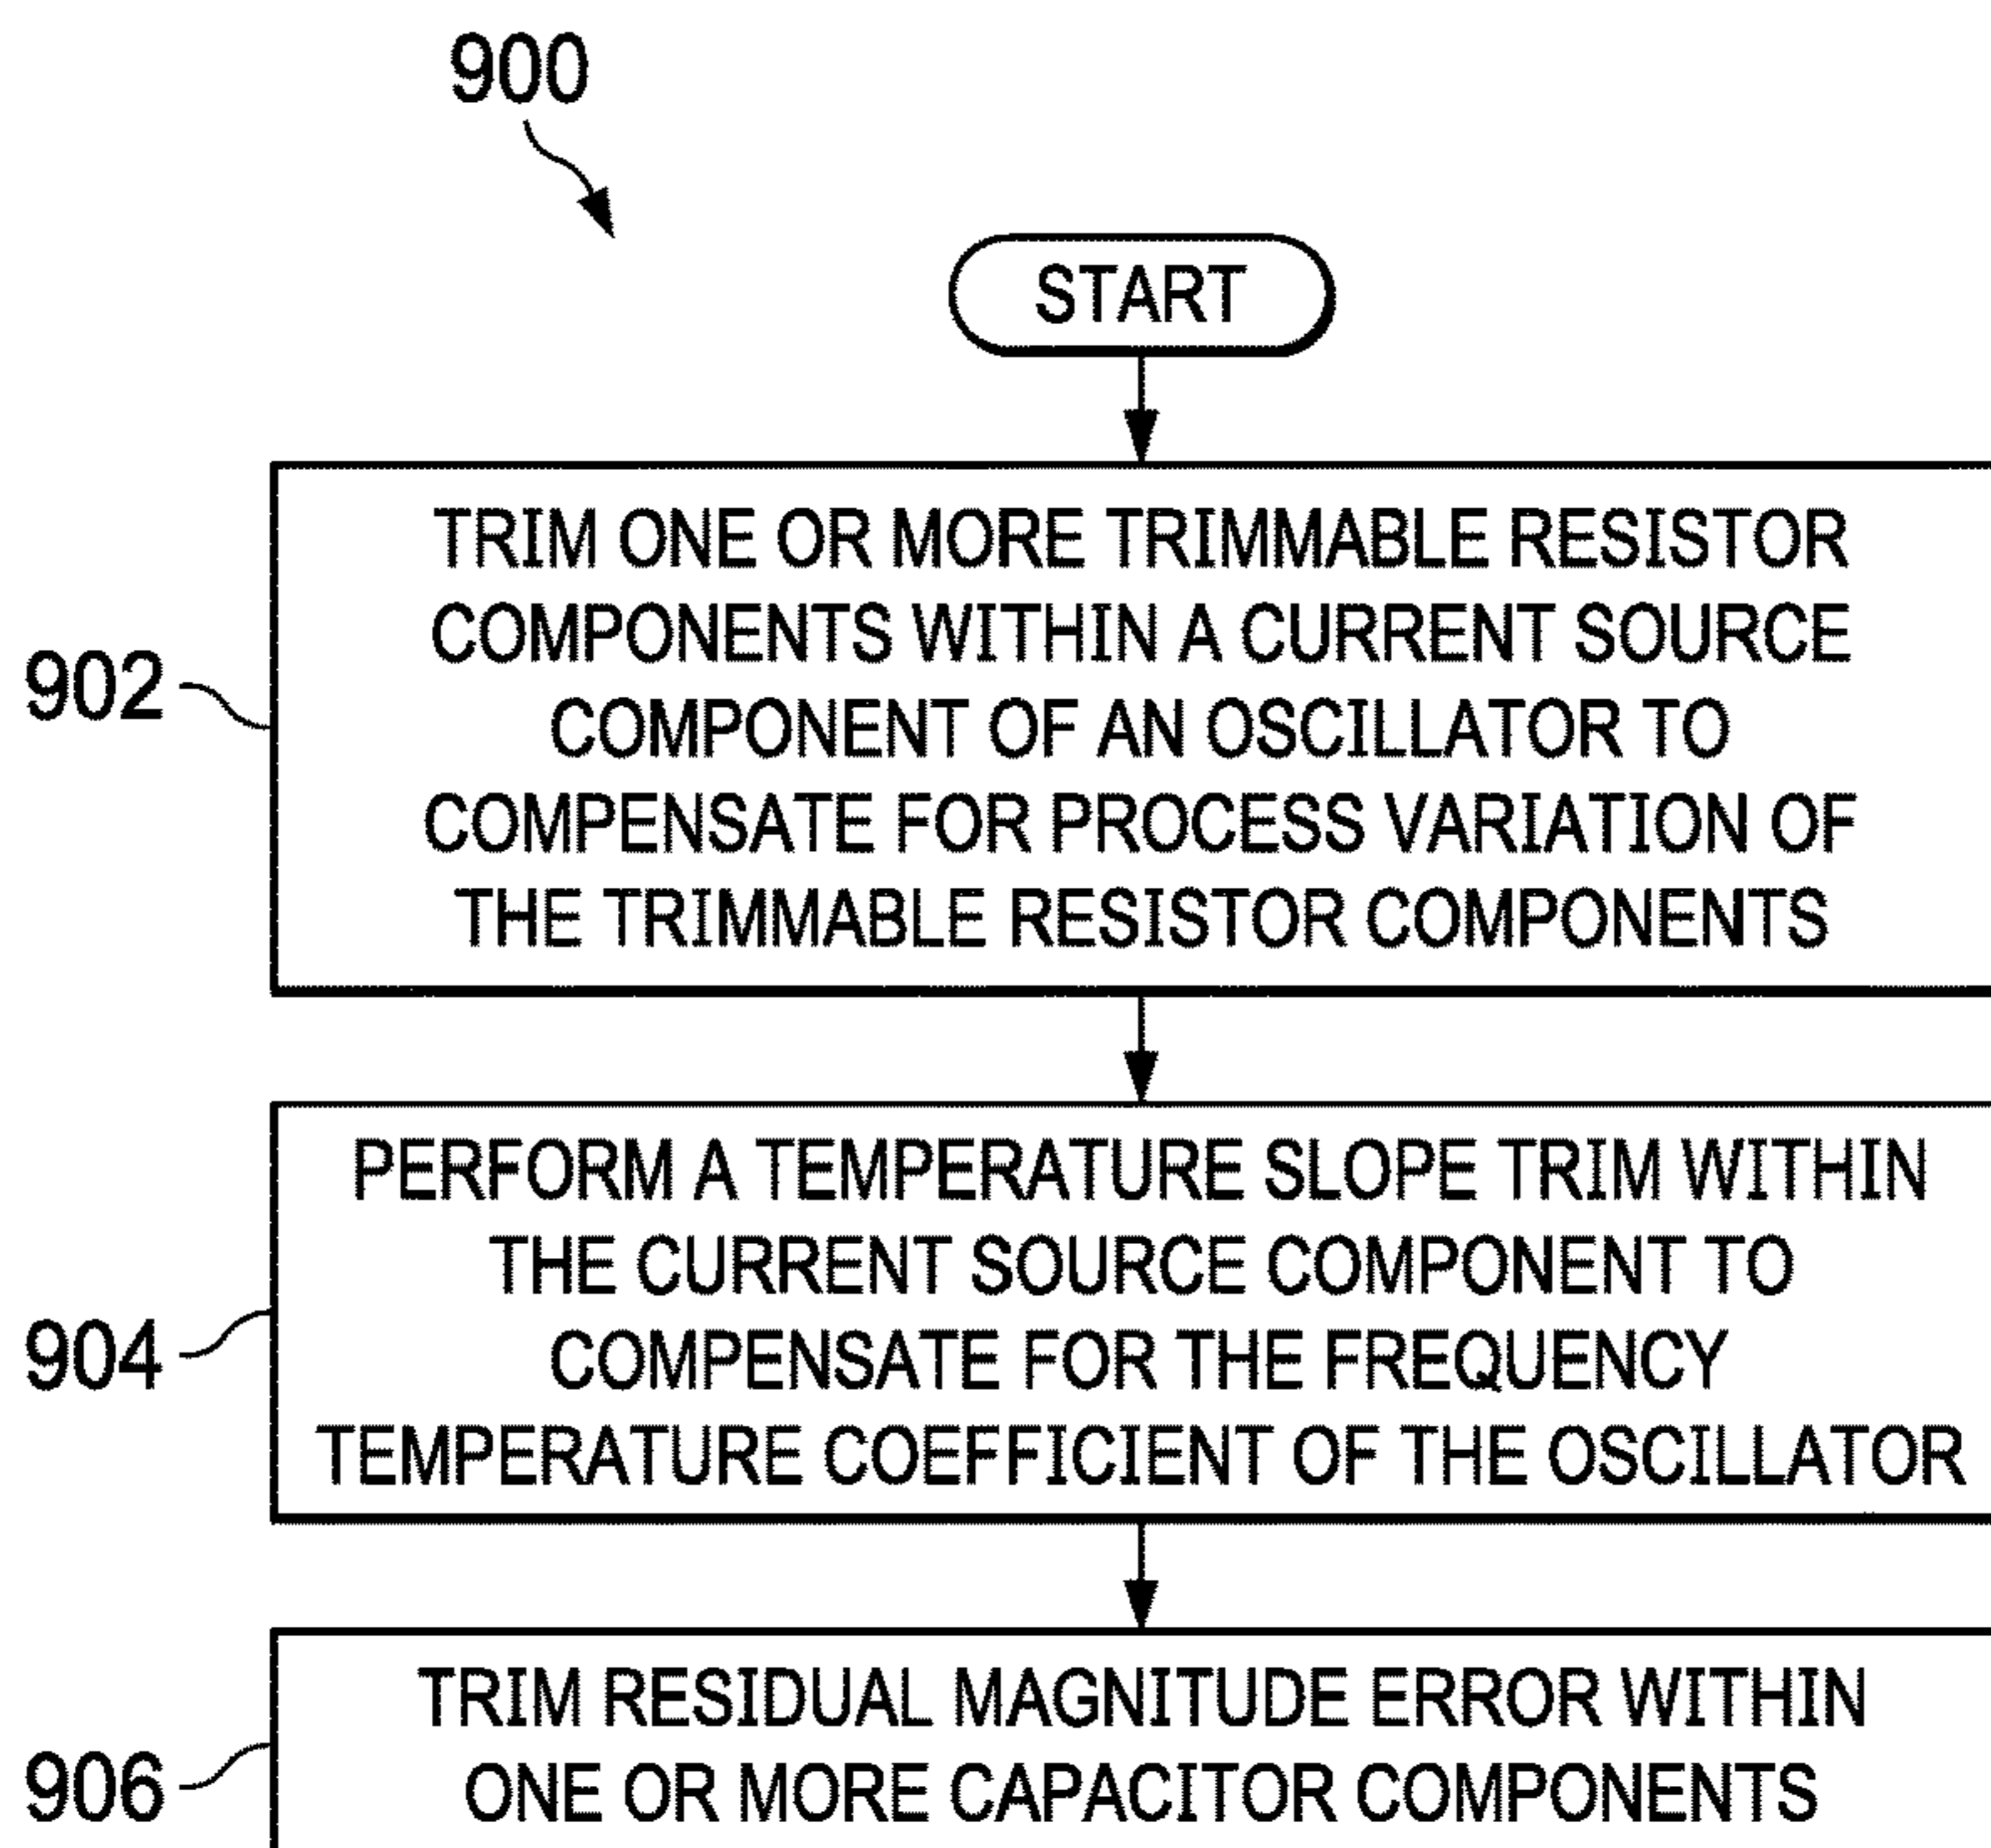 900
START
902
TRIM ONE OR MORE TRIMMABLE RESISTOR
COMPONENTS WITHIN A CURRENT SOURCE
COMPONENT OF AN OSCILLATOR TO
COMPENSATE FOR PROCESS VARIATION OF
THE TRIMMABLE RESISTOR COMPONENTS
904
PERFORM A TEMPERATURE SLOPE TRIM WITHIN
THE CURRENT SOURCE COMPONENT TO
COMPENSATE FOR THE FREQUENCY
TEMPERATURE COEFFICIENT OF THE OSCILLATOR
906
TRIM RESIDUAL MAGNITUDE ERROR WITHIN
ONE OR MORE CAPACITOR COMPONENTS